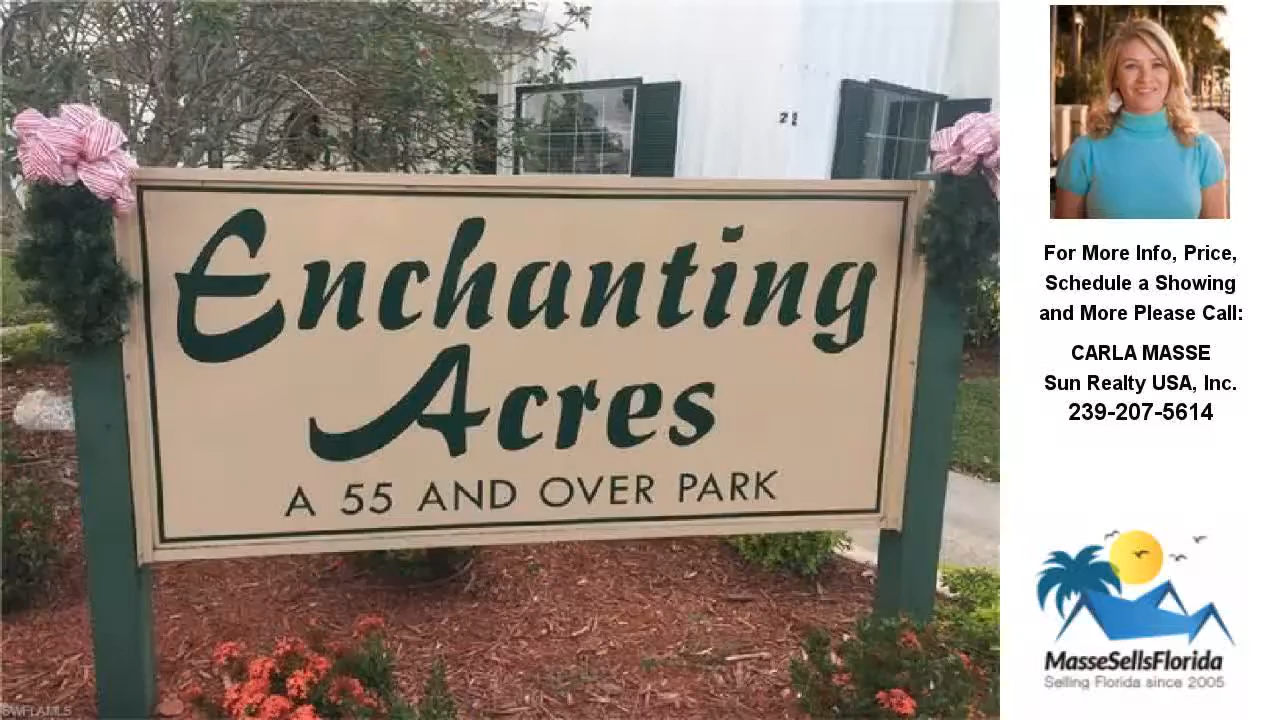 Enchanting
Acres
A 55 AND OVER PARK
For More Info, Price,
Schedule a Showing
and More Please Call:
CARLA MASSE
Sun Realty USA, Inc.
239-207-5614
MasseSellsFlorida
Selling Florida since 2005
SWFLAMLS